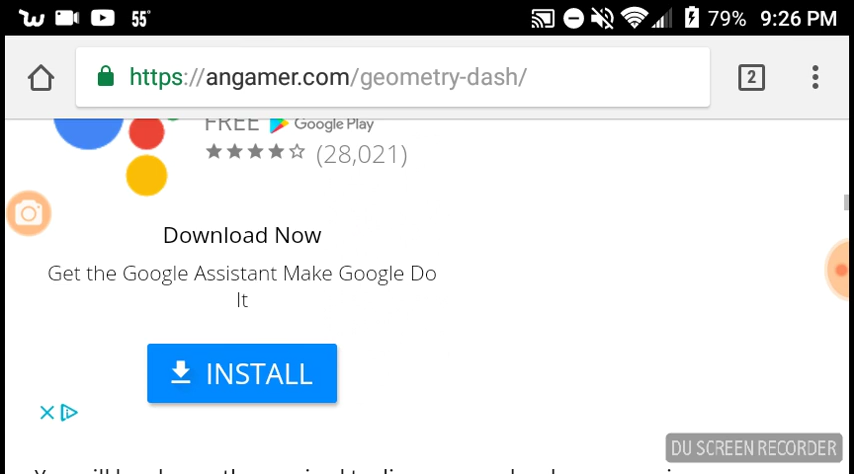 55°
79% 9:26 PM
https://angamer.com/geometry-dash/
2
FREE Google Play
(28,021)
Download Now
Get the Google Assistant Make Google Do
It
INSTALL
DU SCREEN RECORDER